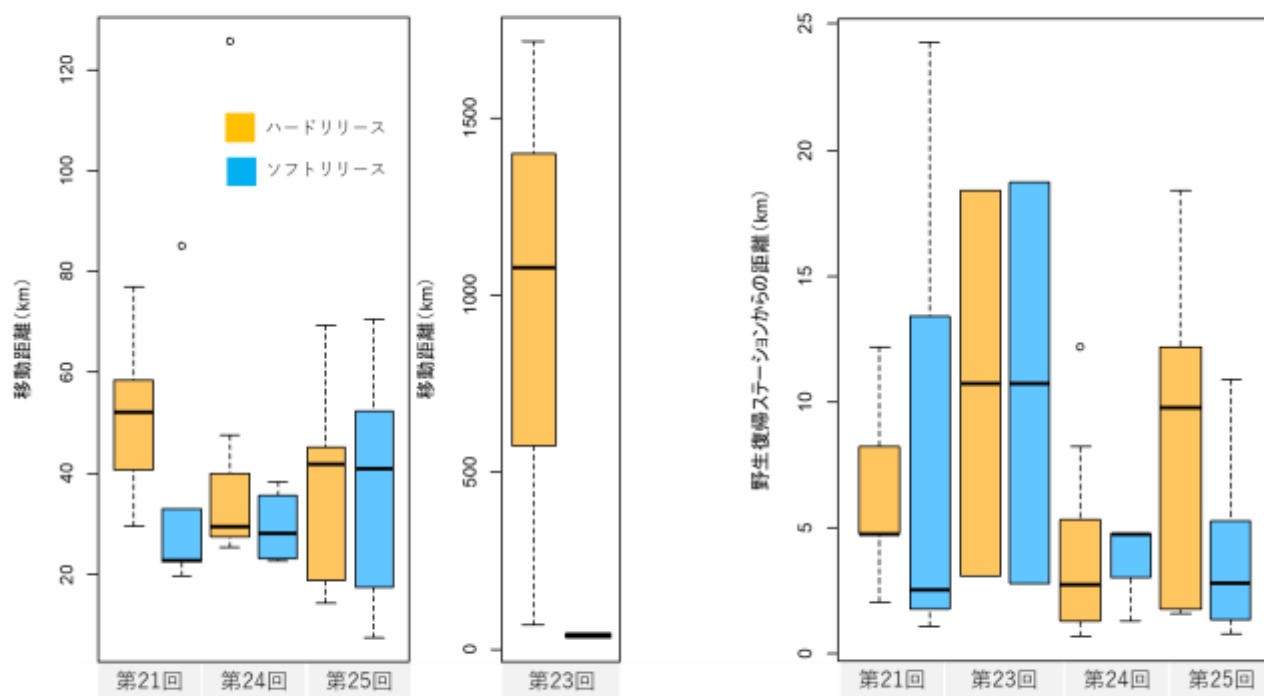 移動距離(km)
120
100
80
60
40
20
ハードリリース
ソフトリリース
第21回
第24回
第25回
移動距離(km)
1500
1000
500
0
第23回
野生復帰ステーションからの距離(km)
25
20
15
10
5
0
第21回
第23回
第24回
第25回